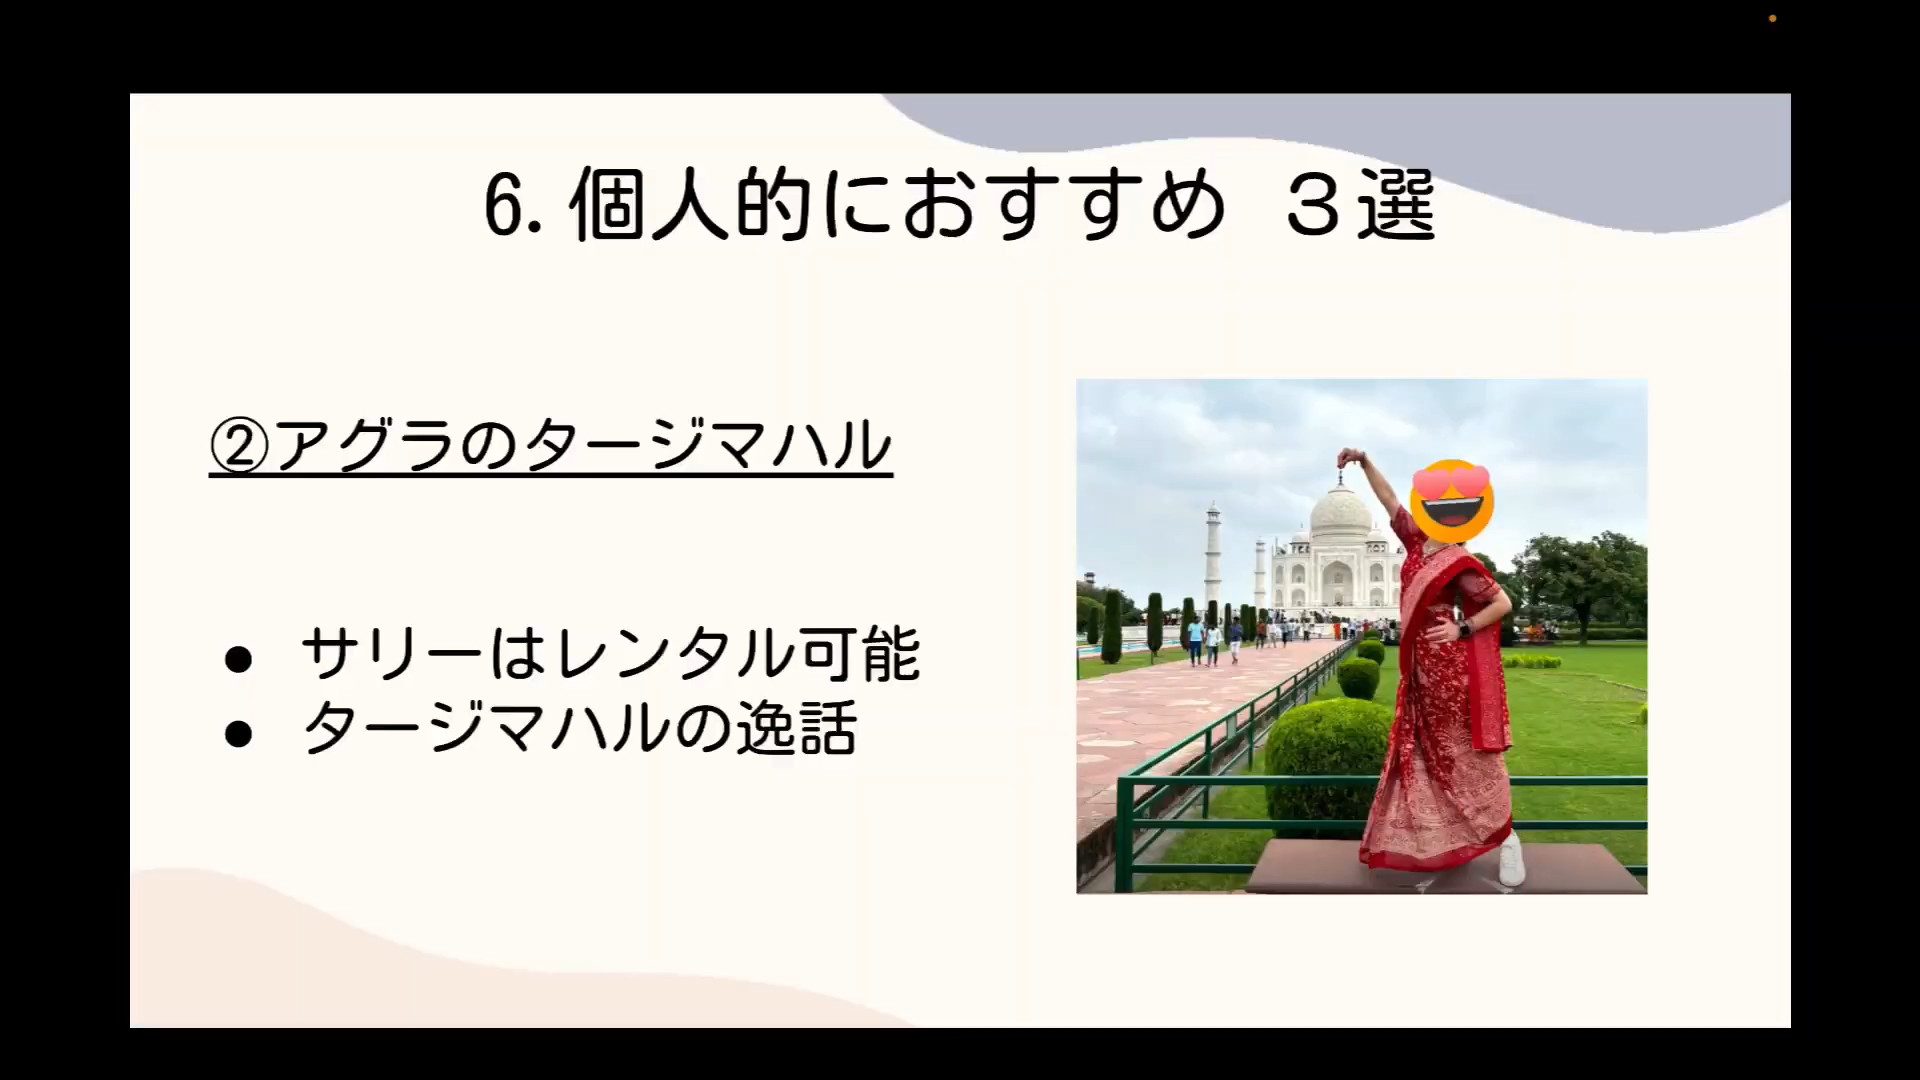 6. 個人的におすすめ ３選
②アグラのタージマハル
● サリーはレンタル可能
● タージマハルの逸話